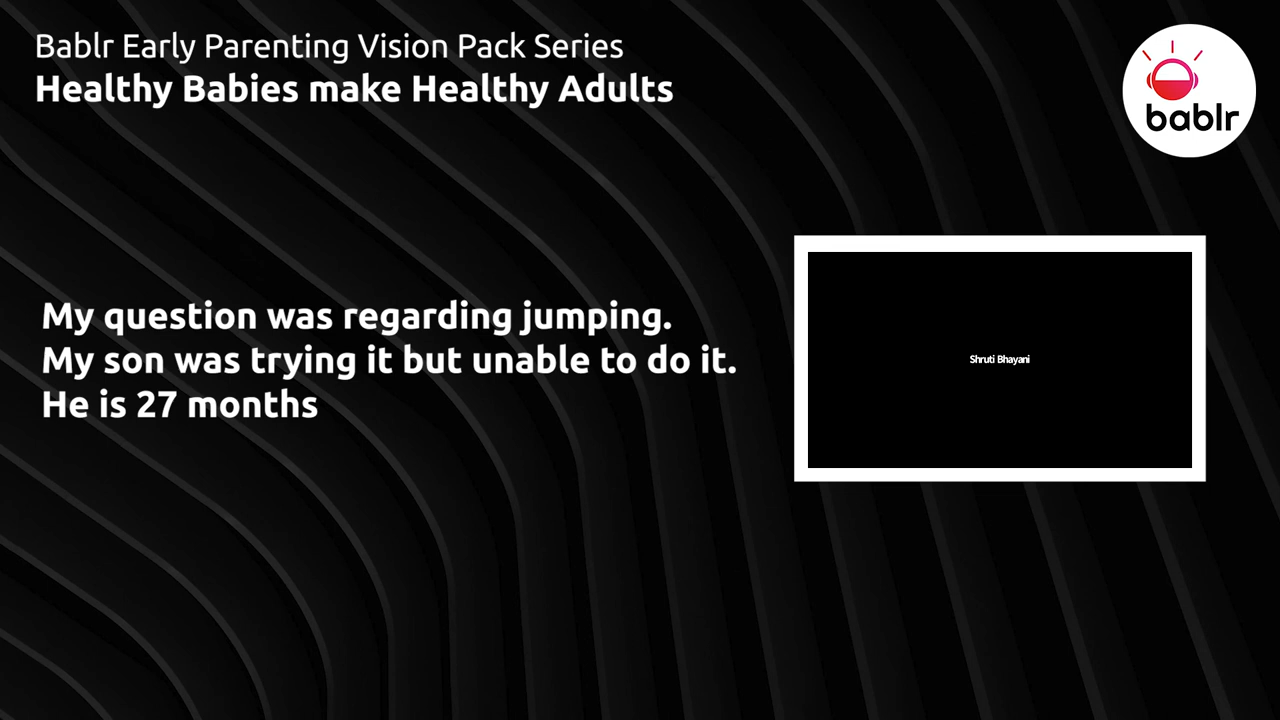 Bablr Early Parenting Vision Pack Series
Healthy Babies make Healthy Adults
bablr
My question was regarding jumping.
My son was trying it but unable to do it.
He is 27 months
Shruti Bhayani